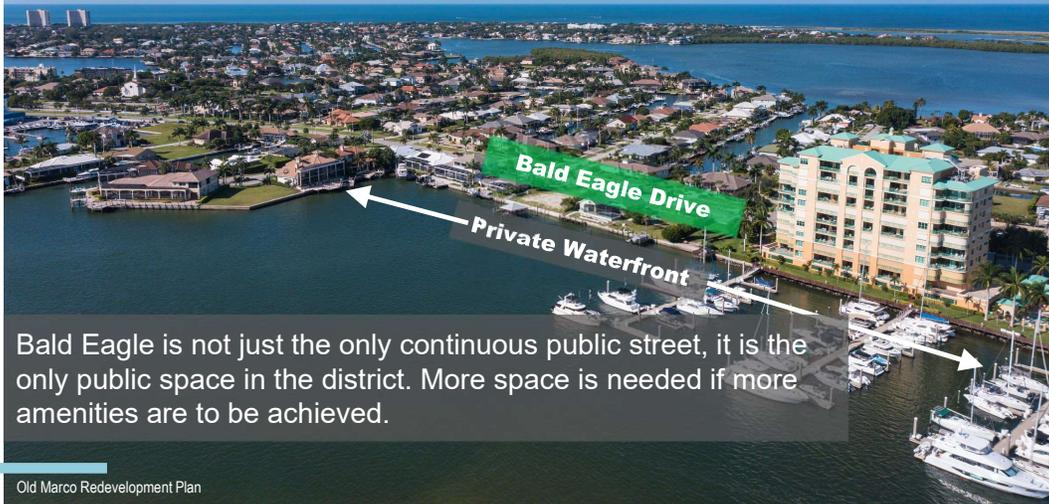 Bald Eagle Drive
Private Waterfront
Bald Eagle is not just the only continuous public street, it is the
only public space in the district. More space is needed if more
amenities are to be achieved.
Old Marco Redevelopment Plan